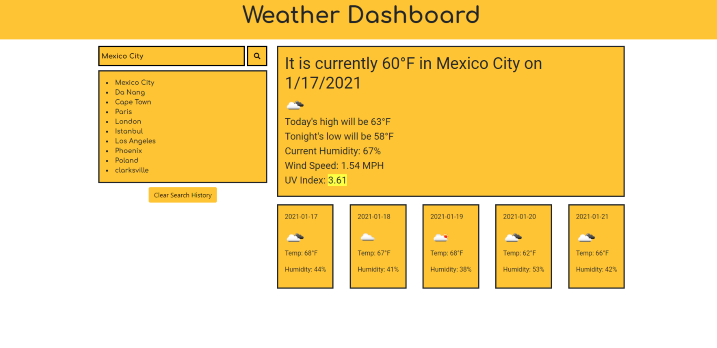 Weather Dashboard
Mexico City
Mexico City
Da Nang
Cape Town
Paris
London
Istanbul
Los Angeles
Phoenix
Poland
clarksville
Clear Search History
It is currently 60°F in Mexico City on
1/17/2021
Today's high will be 63°F
Tonight's low will be 58°F
Current Humidity: 67%
Wind Speed: 1.54 MPH
UV Index: 3.61
2021-01-17
Temp: 68°F
Humidity: 44%
2021-01-18
Temp: 67°F
Humidity: 41%
2021-01-19
Temp: 68°F
Humidity: 38%
2021-01-20
Temp: 62°F
Humidity: 53%
2021-01-21
Temp: 66°F
Humidity: 42%